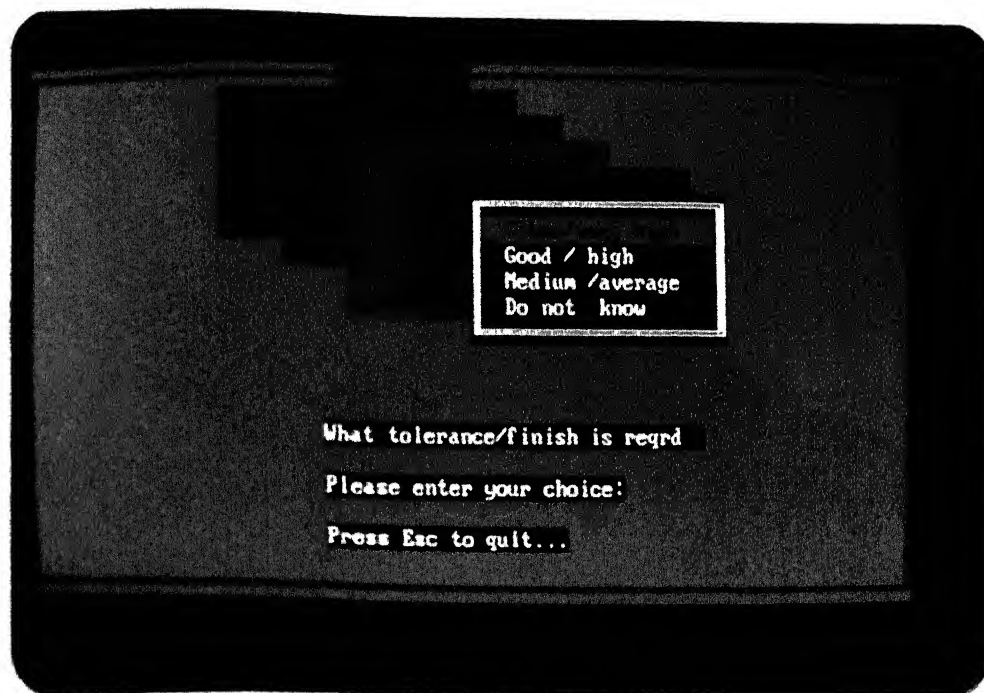 Good / high
Medium /average
Do not know
What tolerance/finish is reqrd
Please enter your choice:
Press Esc to quit...